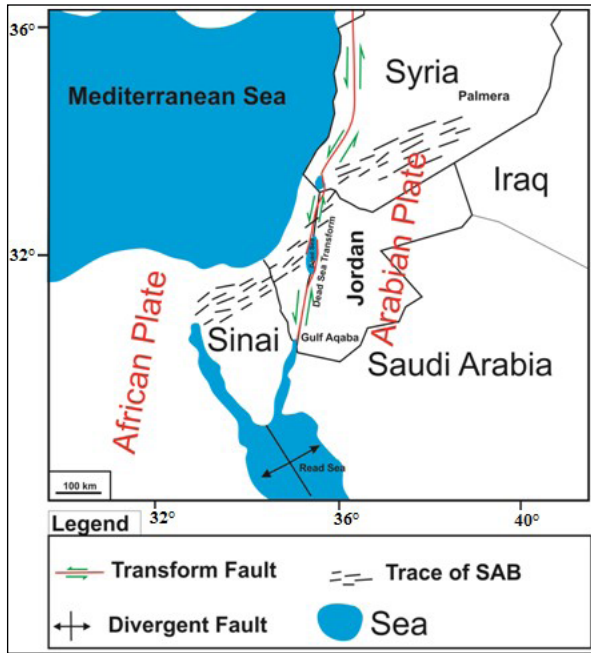 36°
Syria
Mediterranean Sea
Palmera
Iraq
Arabian Plate
32°
Dead Sea Transform
Jordan
African Plate
Sinai
Gulf Aqaba
Saudi Arabia
Read Sea
100 km
32°
36°
40°
Legend
Transform Fault
Trace of SAB
Divergent Fault
Sea